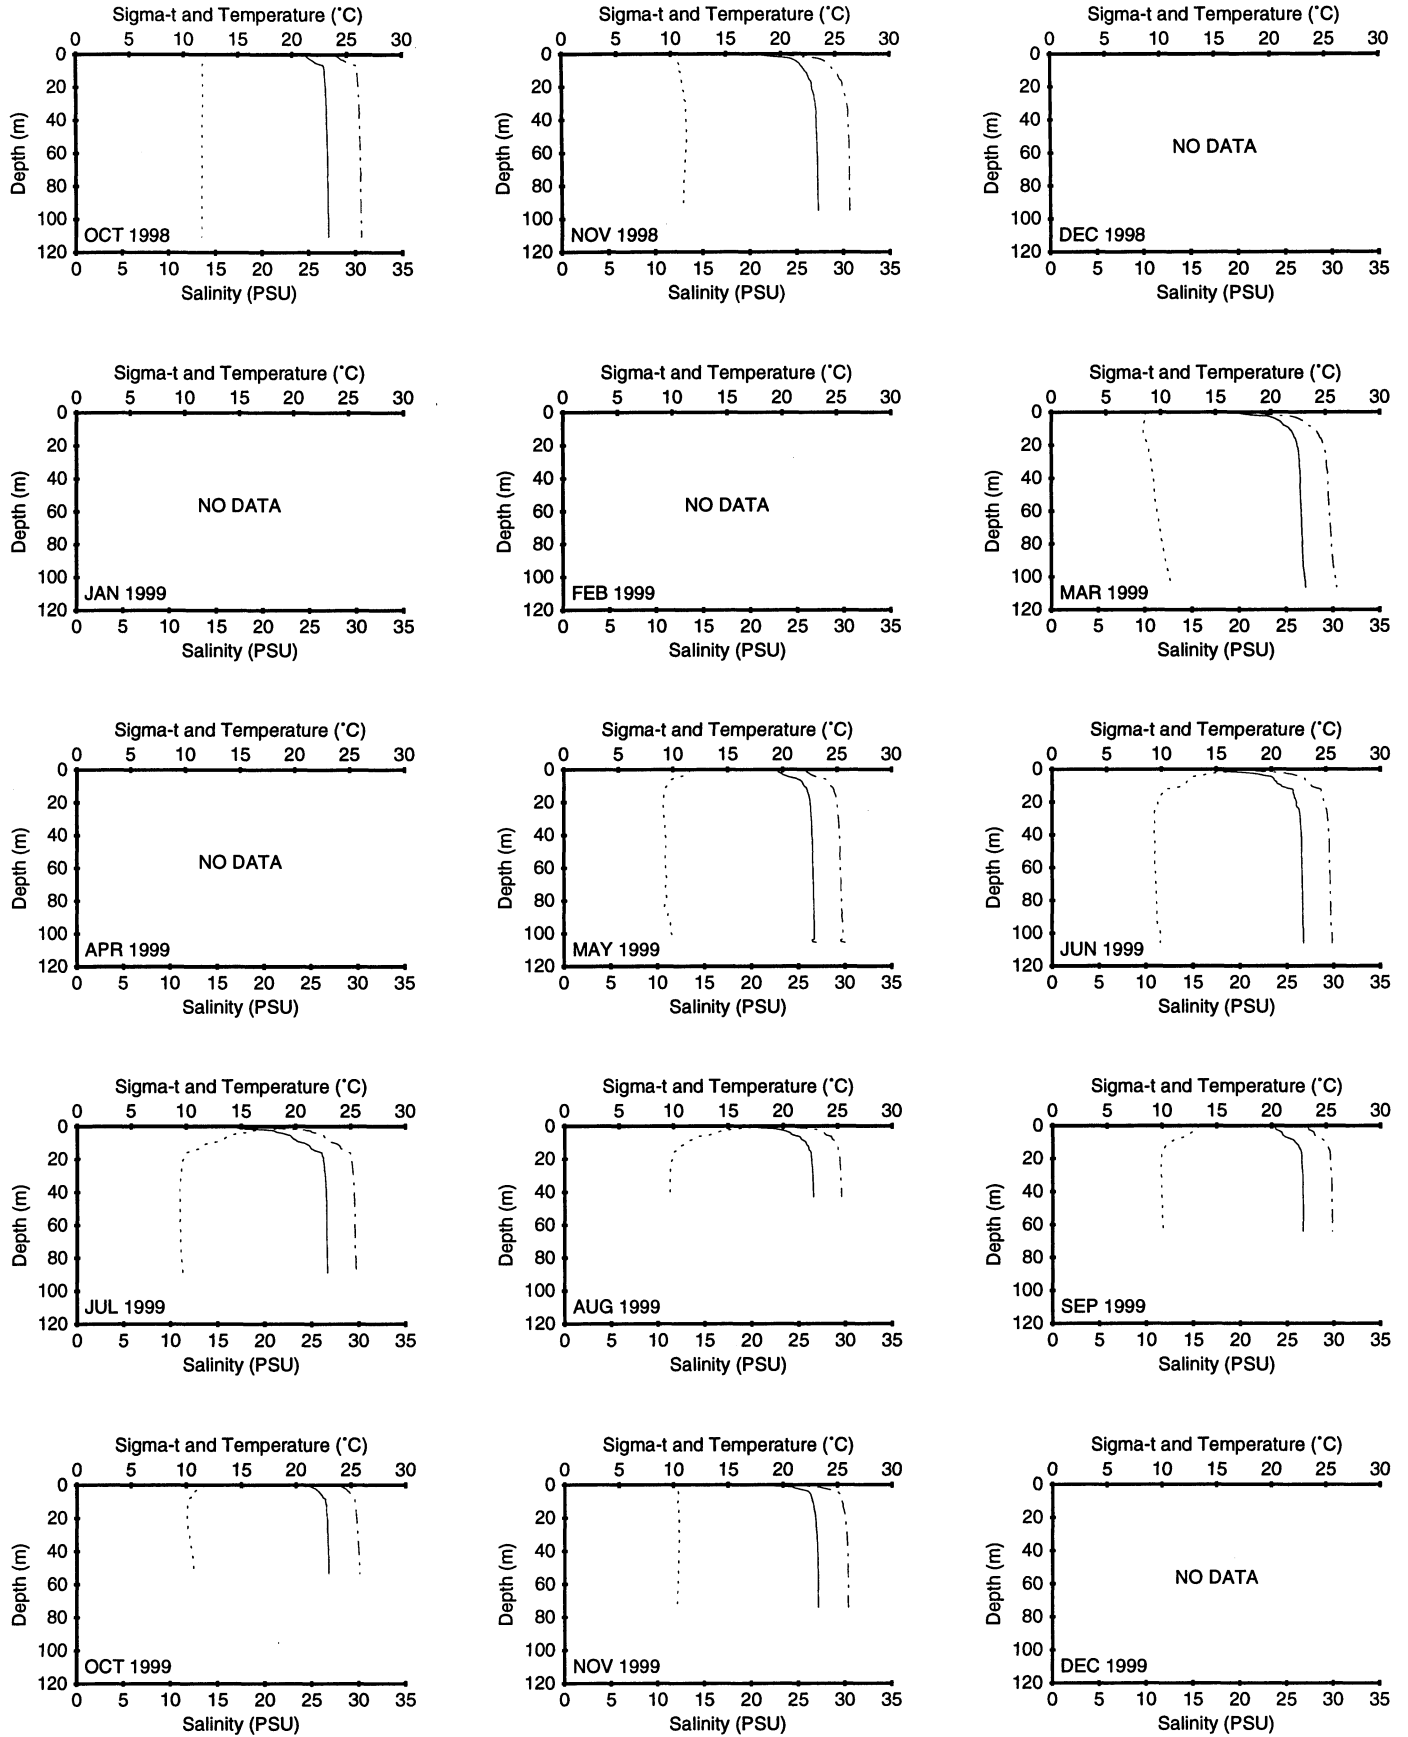 Sigma-t and Temperature (˚C) Sigma-t and Temperature (˚C) Sigma-t and Temperature (˚C)
0 5 10 15 20 25 30 0 5 10 15 20 25 30 0 5 10 15 20 25 30
0 0 0
20 20 20
40 40 40
Depth (m) Depth (m) Depth (m)
60 60 60 NO DATA
80 80 80
100 100 100
OCT 1998 NOV 1998 DEC 1998
120 120 120
0 5 10 15 20 25 30 35 0 5 10 15 20 25 30 35 0 5 10 15 20 25 30 35
Salinity (PSU) Salinity (PSU) Salinity (PSU)
Sigma-t and Temperature (˚C) Sigma-t and Temperature (˚C) Sigma-t and Temperature (˚C)
0 5 10 15 20 25 30 0 5 10 15 20 25 30 0 5 10 15 20 25 30
0 0 0
20 20 20
40 40 40
Depth (m) Depth (m) Depth (m)
60 NO DATA 60 NO DATA 60
80 80 80
100 100 100
JAN 1999 FEB 1999 MAR 1999
120 120 120
0 5 10 15 20 25 30 35 0 5 10 15 20 25 30 35 0 5 10 15 20 25 30 35
Salinity (PSU) Salinity (PSU) Salinity (PSU)
Sigma-t and Temperature (˚C) Sigma-t and Temperature (˚C) Sigma-t and Temperature (˚C)
0 5 10 15 20 25 30 0 5 10 15 20 25 30 0 5 10 15 20 25 30
0 0 0
20 20 20
40 40 40
Depth (m) Depth (m) Depth (m)
60 NO DATA 60 60
80 80 80
100 100 100
APR 1999 MAY 1999 JUN 1999
120 120 120
0 5 10 15 20 25 30 35 0 5 10 15 20 25 30 35 0 5 10 15 20 25 30 35
Salinity (PSU) Salinity (PSU) Salinity (PSU)
Sigma-t and Temperature (˚C) Sigma-t and Temperature (˚C) Sigma-t and Temperature (˚C)
0 5 10 15 20 25 30 0 5 10 15 20 25 30 0 5 10 15 20 25 30
0 0 0
20 20 20
40 40 40
Depth (m) Depth (m) Depth (m)
60 60 60
80 80 80
100 100 100
JUL 1999 AUG 1999 SEP 1999
120 120 120
0 5 10 15 20 25 30 35 0 5 10 15 20 25 30 35 0 5 10 15 20 25 30 35
Salinity (PSU) Salinity (PSU) Salinity (PSU)
Sigma-t and Temperature (˚C) Sigma-t and Temperature (˚C) Sigma-t and Temperature (˚C)
0 5 10 15 20 25 30 0 5 10 15 20 25 30 0 5 10 15 20 25 30
0 0 0
20 20 20
40 40 40
Depth (m) Depth (m) Depth (m)
60 60 60 NO DATA
80 80 80
100 100 100
OCT 1999 NOV 1999 DEC 1999
120 120 120
0 5 10 15 20 25 30 35 0 5 10 15 20 25 30 35 0 5 10 15 20 25 30 35
Salinity (PSU) Salinity (PSU) Salinity (PSU)